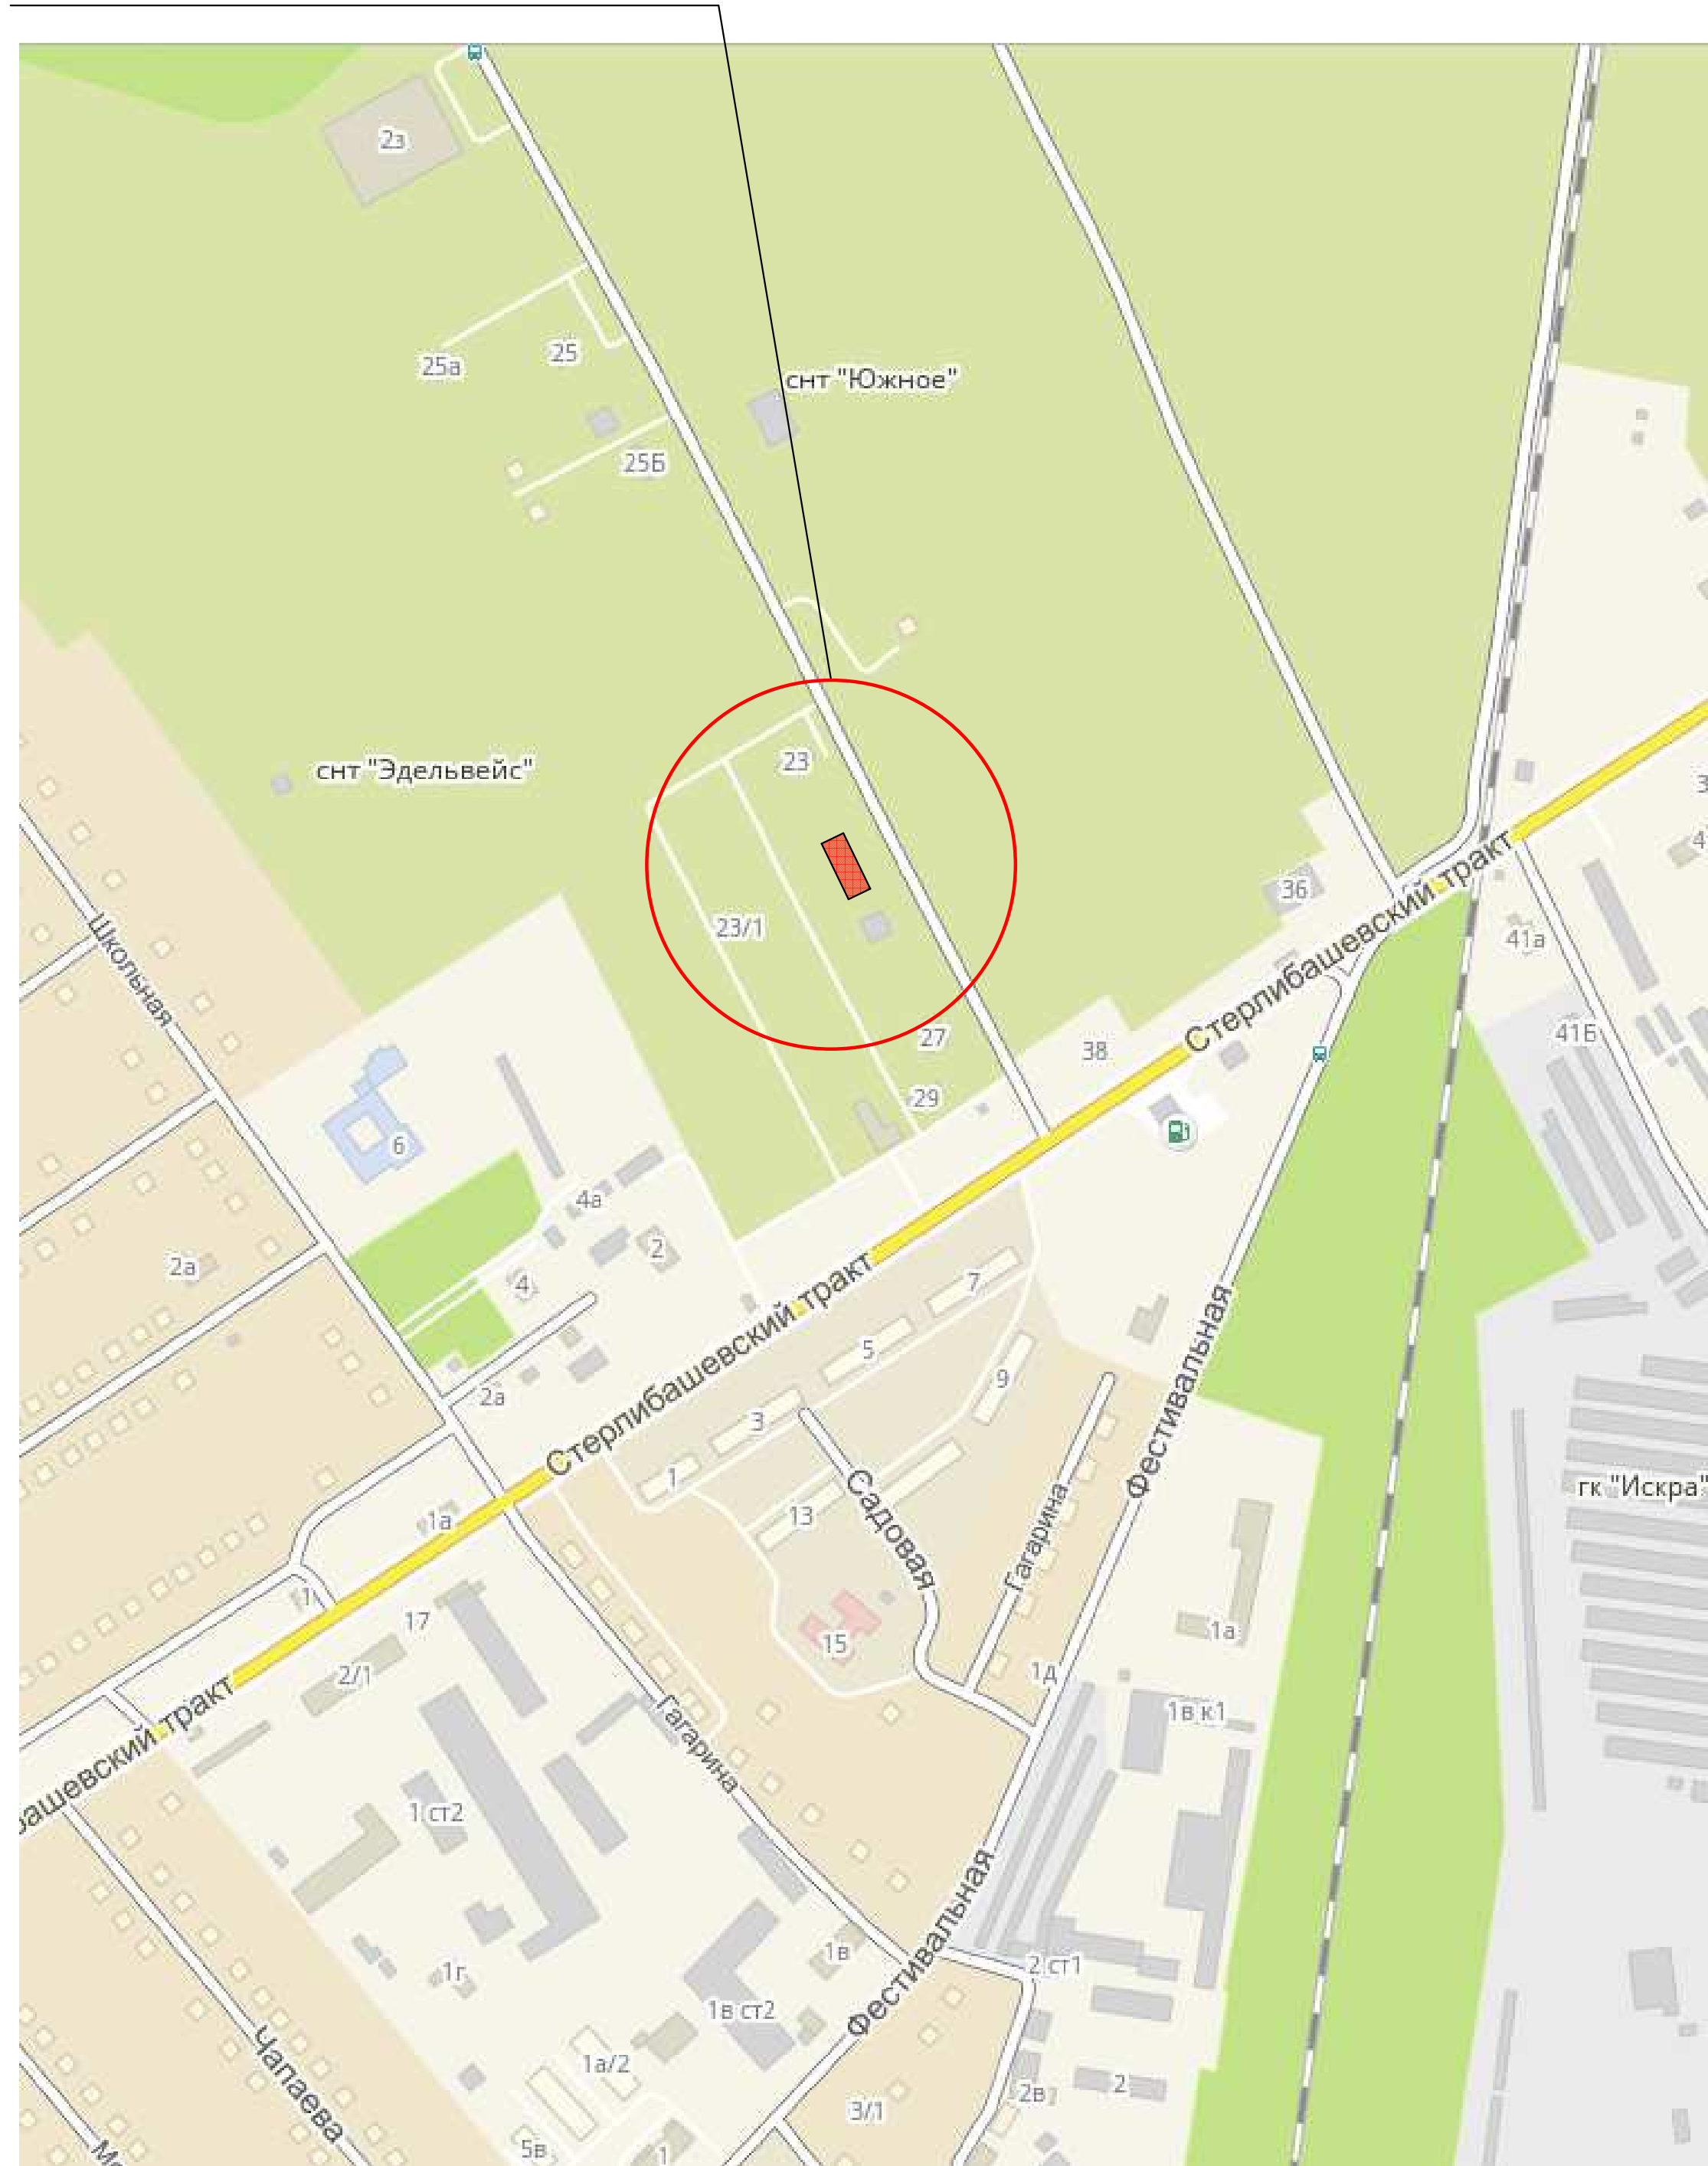 2з
25а
25
снт "Южное"
25Б
23
снт "Эдельвейс"
36
Стерлибашевский тракт
41а
23/1
Школьная
27
38
41Б
29
6
4а
2
2а
4
7
Стерлибашевский тракт
5
9
Фестивальная
2а
3
1
Садовая
гк "Искра"
13
Гагарина
1а
1
17
15
1а
2/1
1д
тракт
1в к1
Гагарина
1 ст2
Фестивальная
1в
2 ст1
1г
1в ст2
Чапаева
1а/2
2в
2
3/1
5в
1